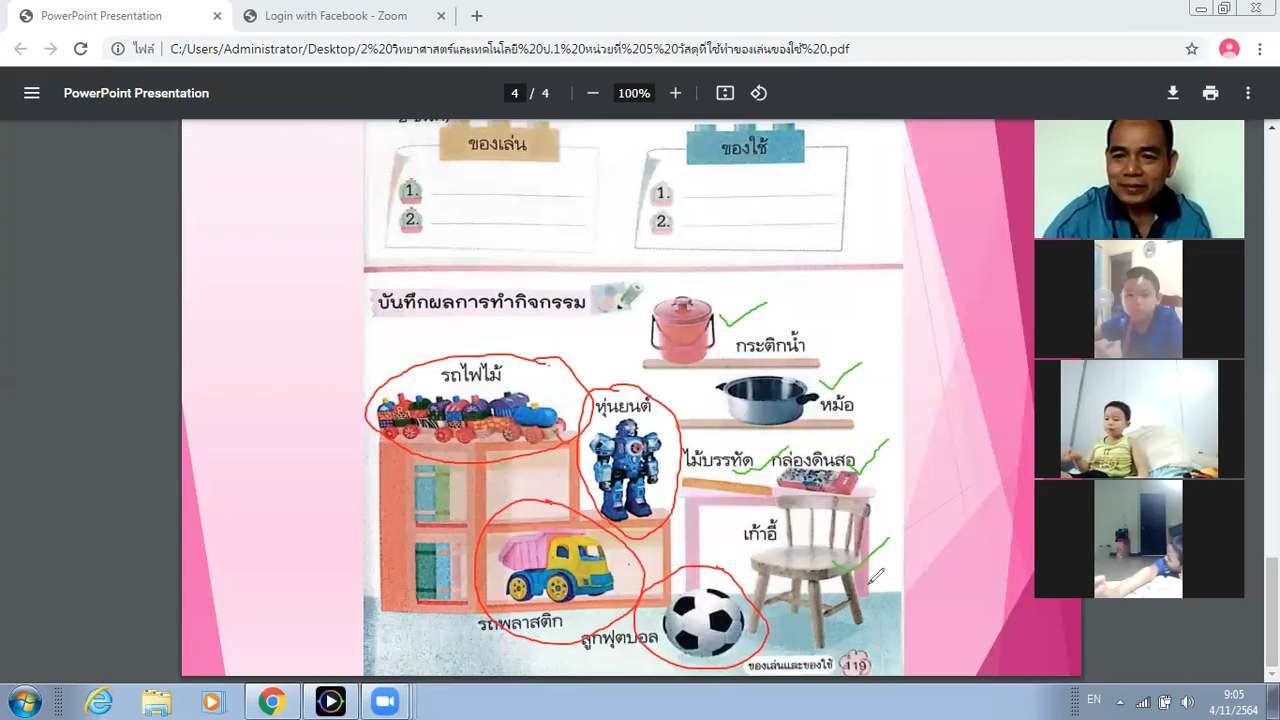 PowerPoint Presentation
Login with Facebook - Zoom
ไฟล์
C:/Users/Administrator/Desktop/2%20วิทยาศาสตร์และเทคโนโลยี%20ป.1%20หน่วยที่%205%20วัสดุที่ใช้ทำของเล่นของใช้%20.pdf
PowerPoint Presentation
4 / 4
100%
ของเล่น
ของใช้
1.
1.
2.
2.
บันทึกผลการทำกิจกรรม
กระติกน้ำ
รถไฟไม้
หุ่นยนต์
หม้อ
ไม้บรรทัด
กล่องดินสอ
เก้าอี้
รถพลาสติก
ลูกฟุตบอล
ของเล่นและของใช้ 119
EN
9:05
4/11/2564